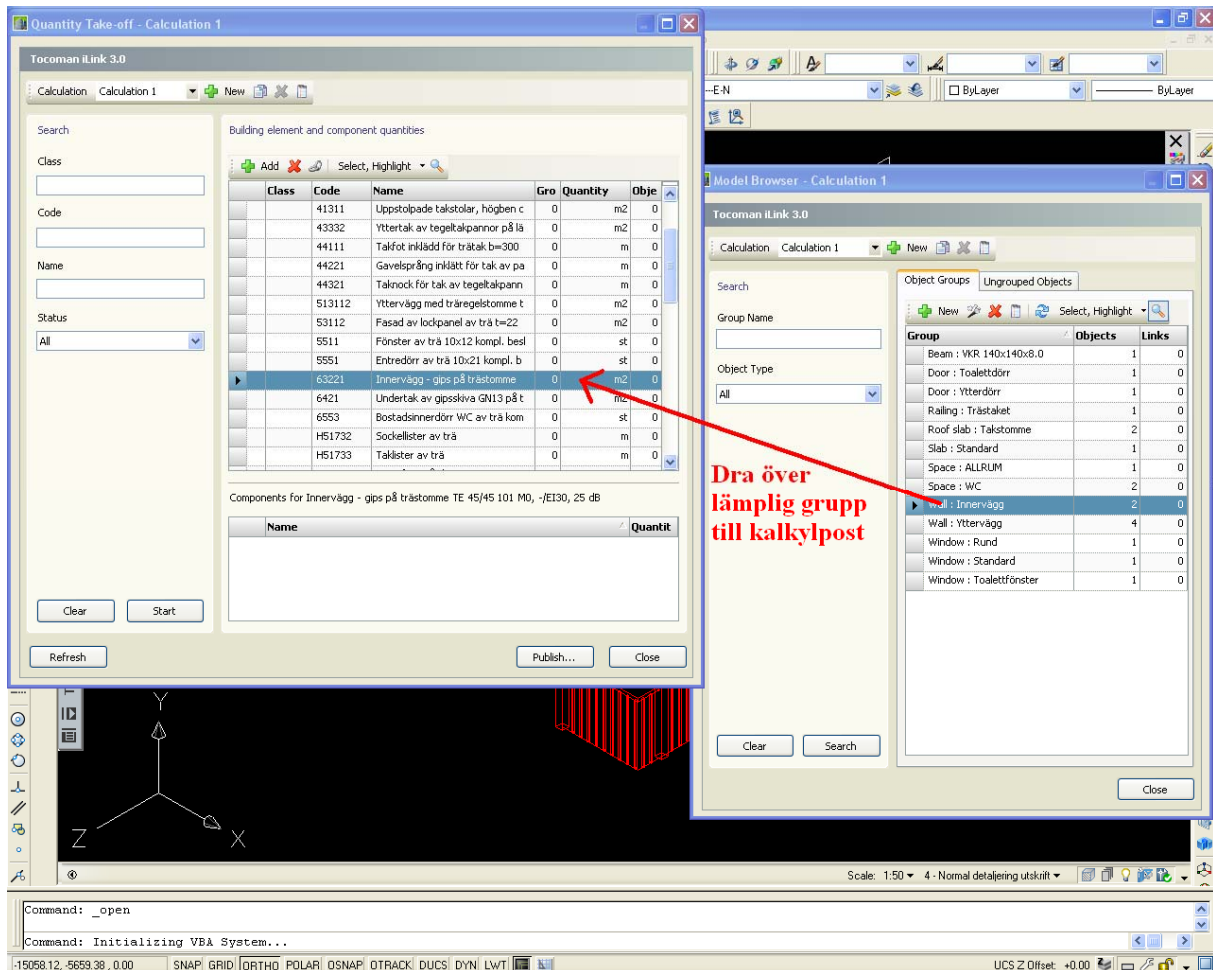 Quantity Take-off - Calculation 1
Tocoman iLink 3.0
Calculation Calculation 1 New
Search
Class
Code
Name
Status
All
Clear Start
Building element and component quantities
Add Select, Highlight
Class Code Name Gro Quantity Obje
41311 Uppstolpade takstolar, högben c 0 m2 0
43332 Yttertak av tegeltakpannor på lä 0 m2 0
44111 Takfot inklädd för trätak b=300 0 m 0
44221 Gavelsprång inklätt för tak av pa 0 m 0
44321 Taknock för tak av tegeltakpann 0 m 0
513112 Yttervägg med träregelstomme t 0 m2 0
53112 Fasad av lockpanel av trä t=22 0 m2 0
5511 Fönster av trä 10x12 kompl. besl 0 st 0
5551 Entredörr av trä 10x21 kompl. b 0 st 0
63221 Innervägg - gips på trästomme 0 m2 0
6421 Undertak av gipsskiva GN13 på t 0 m2 0
6553 Bostadsinnerdörr WC av trä kom 0 st 0
H51732 Sockellister av trä 0 m 0
H51733 Taklister av trä 0 m 0
Components for Innervägg - gips på trästomme TE 45/45 101 M0, -/EI30, 25 dB
Name Quantit
Refresh Publish... Close
---E-N ByLayer ByLayer
Model Browser - Calculation 1
Tocoman iLink 3.0
Calculation Calculation 1 New
Search
Group Name
Object Type
All
Clear Search
Object Groups Ungrouped Objects
New Select, Highlight
Group Objects Links
Beam : VKR 140x140x8.0 1 0
Door : Toalettdörr 1 0
Door : Ytterdörr 1 0
Railing : Trästaket 1 0
Roof slab : Takstomme 2 0
Slab : Standard 1 0
Space : ALLRUM 1 0
Space : WC 2 0
Wall : Innervägg 2 0
Wall : Yttervägg 4 0
Window : Rund 1 0
Window : Standard 1 0
Window : Toalettfönster 1 0
Close
Dra över
lämplig grupp
till kalkylpost
Y
Z X
Scale: 1:50 4 - Normal detaljering utskrift
Command: _open
Command: Initializing VBA System...
-15058.12, -5659.38 , 0.00 SNAP GRID ORTHO POLAR OSNAP OTRACK DUCS DYN LWT UCS Z Offset: +0.00